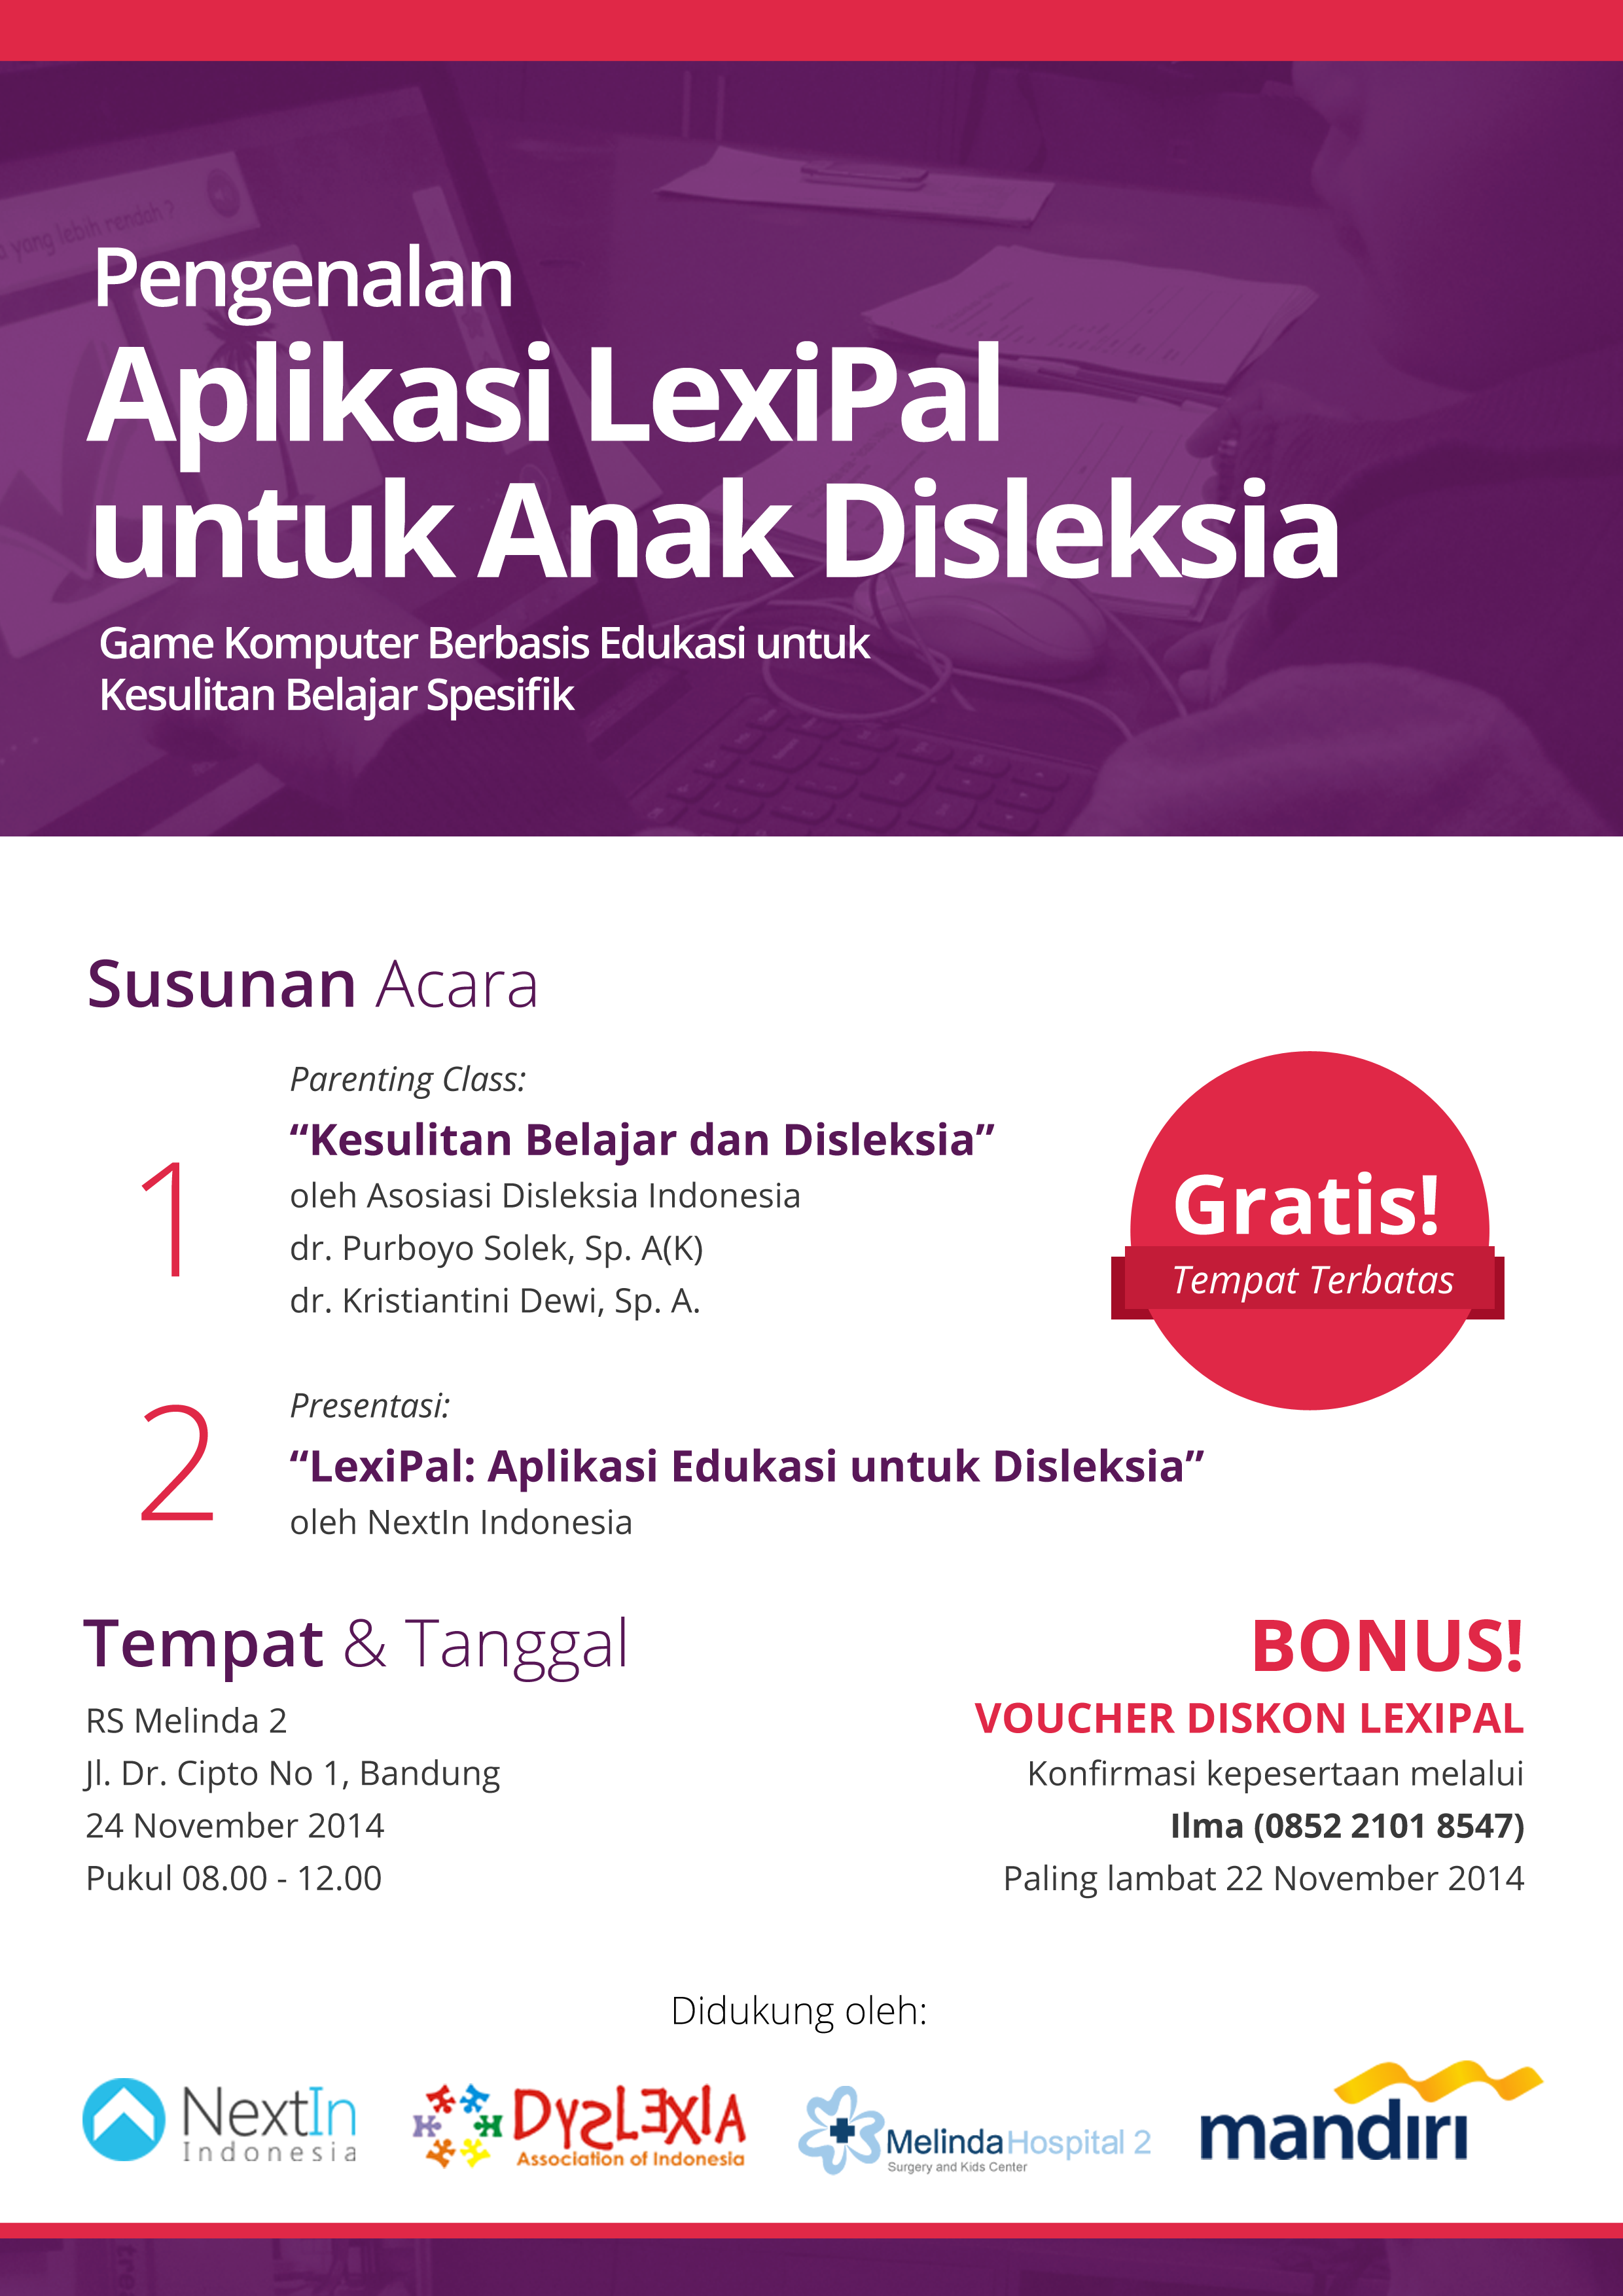 yang lebih rendah ?
Pengenalan
Aplikasi LexiPal
untuk Anak Disleksia
Game Komputer Berbasis Edukasi untuk
Kesulitan Belajar Spesifik
Susunan Acara
1
Parenting Class:
“Kesulitan Belajar dan Disleksia”
oleh Asosiasi Disleksia Indonesia
dr. Purboyo Solek, Sp. A(K)
dr. Kristiantini Dewi, Sp. A.
Gratis!
Tempat Terbatas
2
Presentasi:
“LexiPal: Aplikasi Edukasi untuk Disleksia”
oleh NextIn Indonesia
Tempat & Tanggal
RS Melinda 2
Jl. Dr. Cipto No 1, Bandung
24 November 2014
Pukul 08.00 - 12.00
BONUS!
VOUCHER DISKON LEXIPAL
Konfirmasi kepesertaan melalui
Ilma (0852 2101 8547)
Paling lambat 22 November 2014
Didukung oleh:
NextIn
Indonesia
DYSLEXIA
Association of Indonesia
MelindaHospital 2
Surgery and Kids Center
mandiri